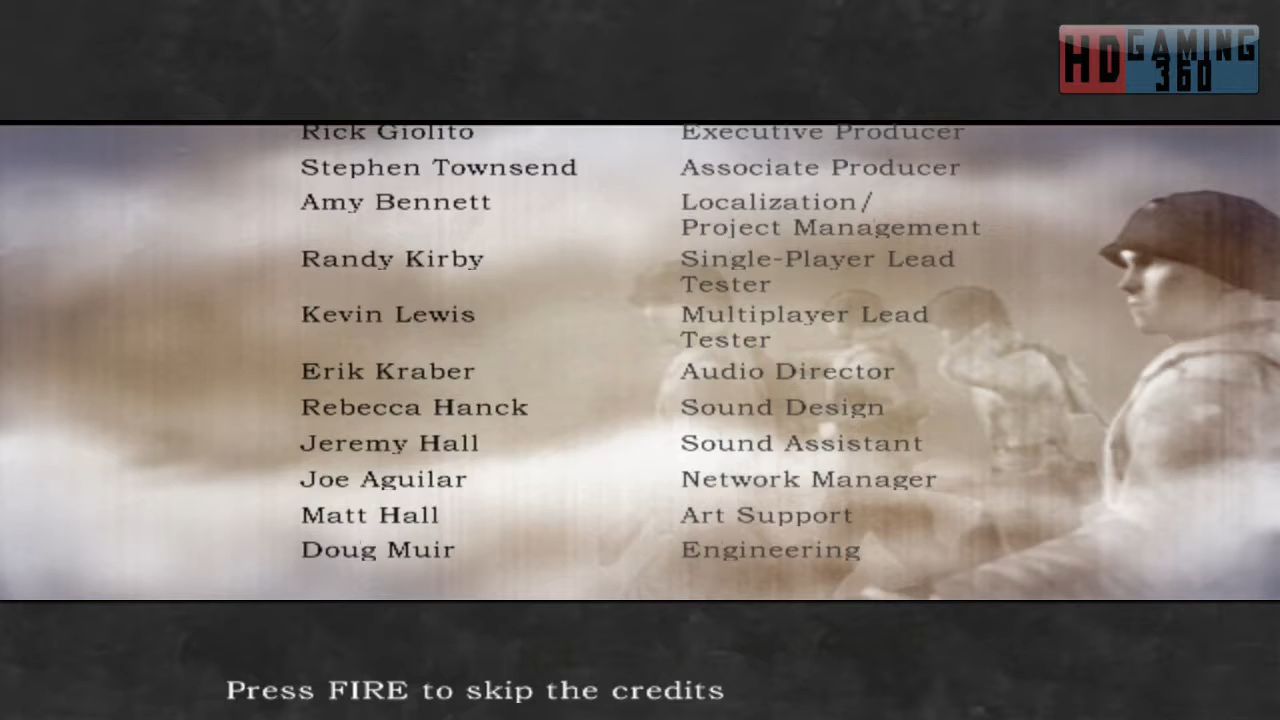 HD GAMING
360
Rick Giolito Executive Producer
Stephen Townsend Associate Producer
Amy Bennett Localization/
Project Management
Randy Kirby Single-Player Lead
Tester
Kevin Lewis Multiplayer Lead
Tester
Erik Kraber Audio Director
Rebecca Hanck Sound Design
Jeremy Hall Sound Assistant
Joe Aguilar Network Manager
Matt Hall Art Support
Doug Muir Engineering
Press FIRE to skip the credits